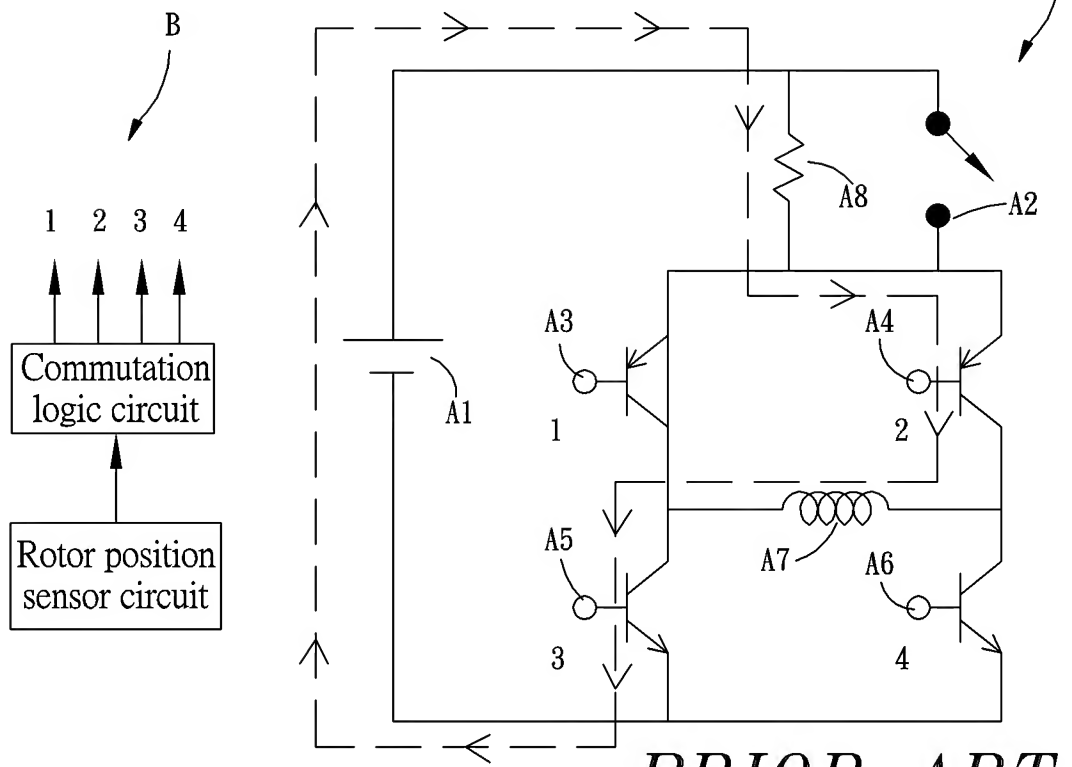 B
1 2 3 4
Commutation
logic circuit
Rotor position
sensor circuit
A8
A2
A3
A4
A1
1
2
A7
A5
A6
3
4
PRIOR ART